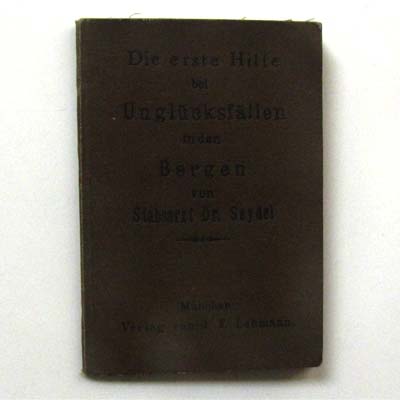 Die erste Hilfe
bei
Unglücksfällen
in den
Bergen
von
Stabsarzt Dr. Seydel
München
Verlag von J. F. Lehmann.